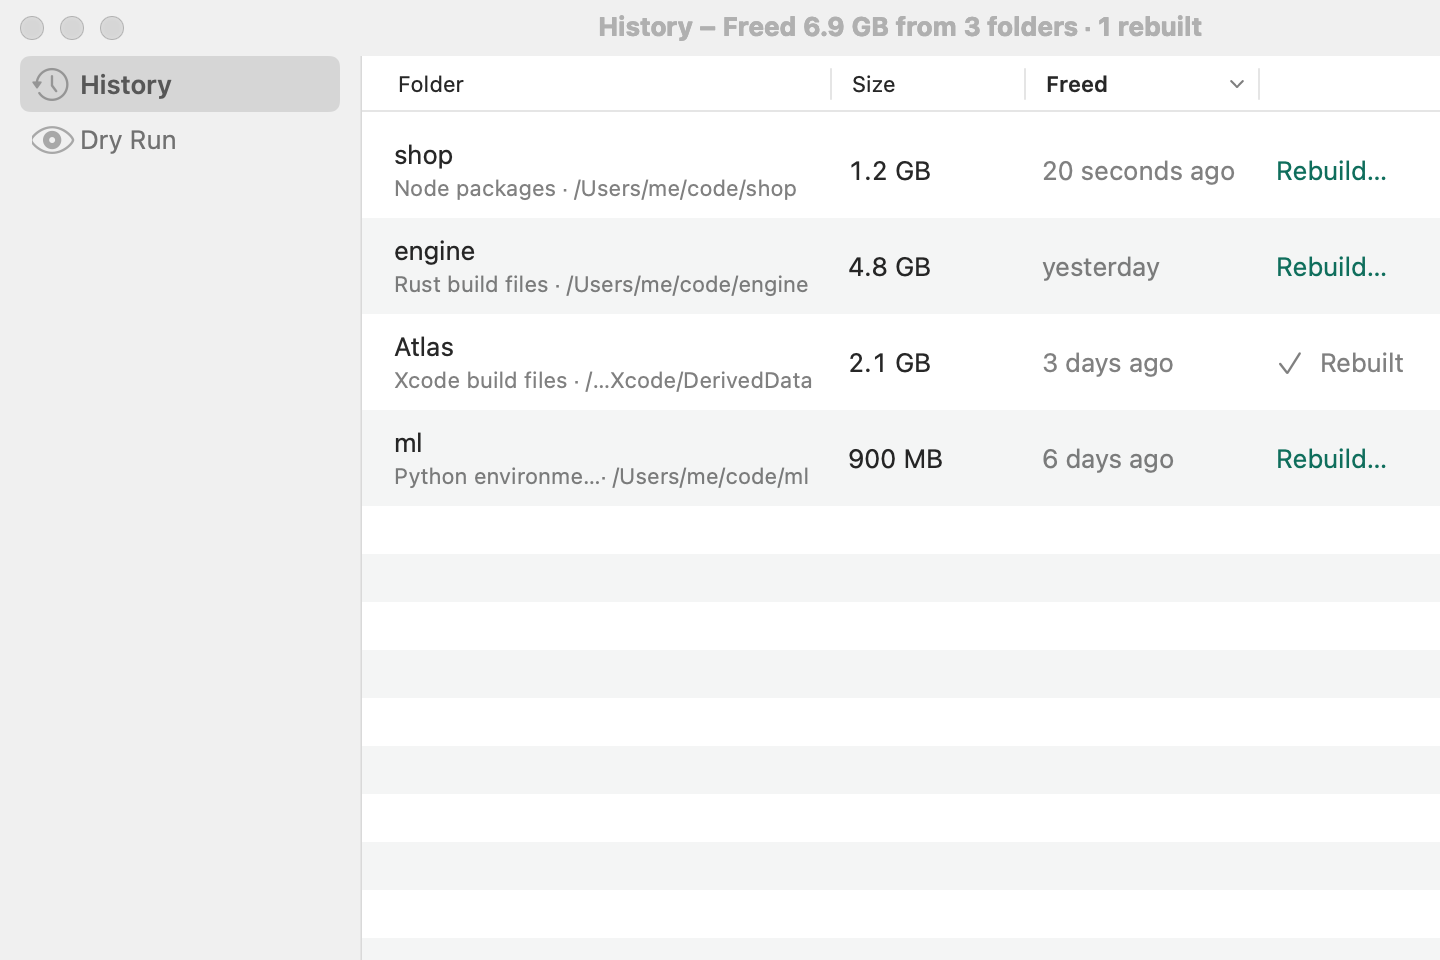 History – Freed 6.9 GB from 3 folders · 1 rebuilt
History
Dry Run
Folder Size Freed
shop
Node packages · /Users/me/code/shop
1.2 GB 20 seconds ago Rebuild...
engine
Rust build files · /Users/me/code/engine
4.8 GB yesterday Rebuild...
Atlas
Xcode build files · /...Xcode/DerivedData
2.1 GB 3 days ago Rebuilt
ml
Python environme...· /Users/me/code/ml
900 MB 6 days ago Rebuild...